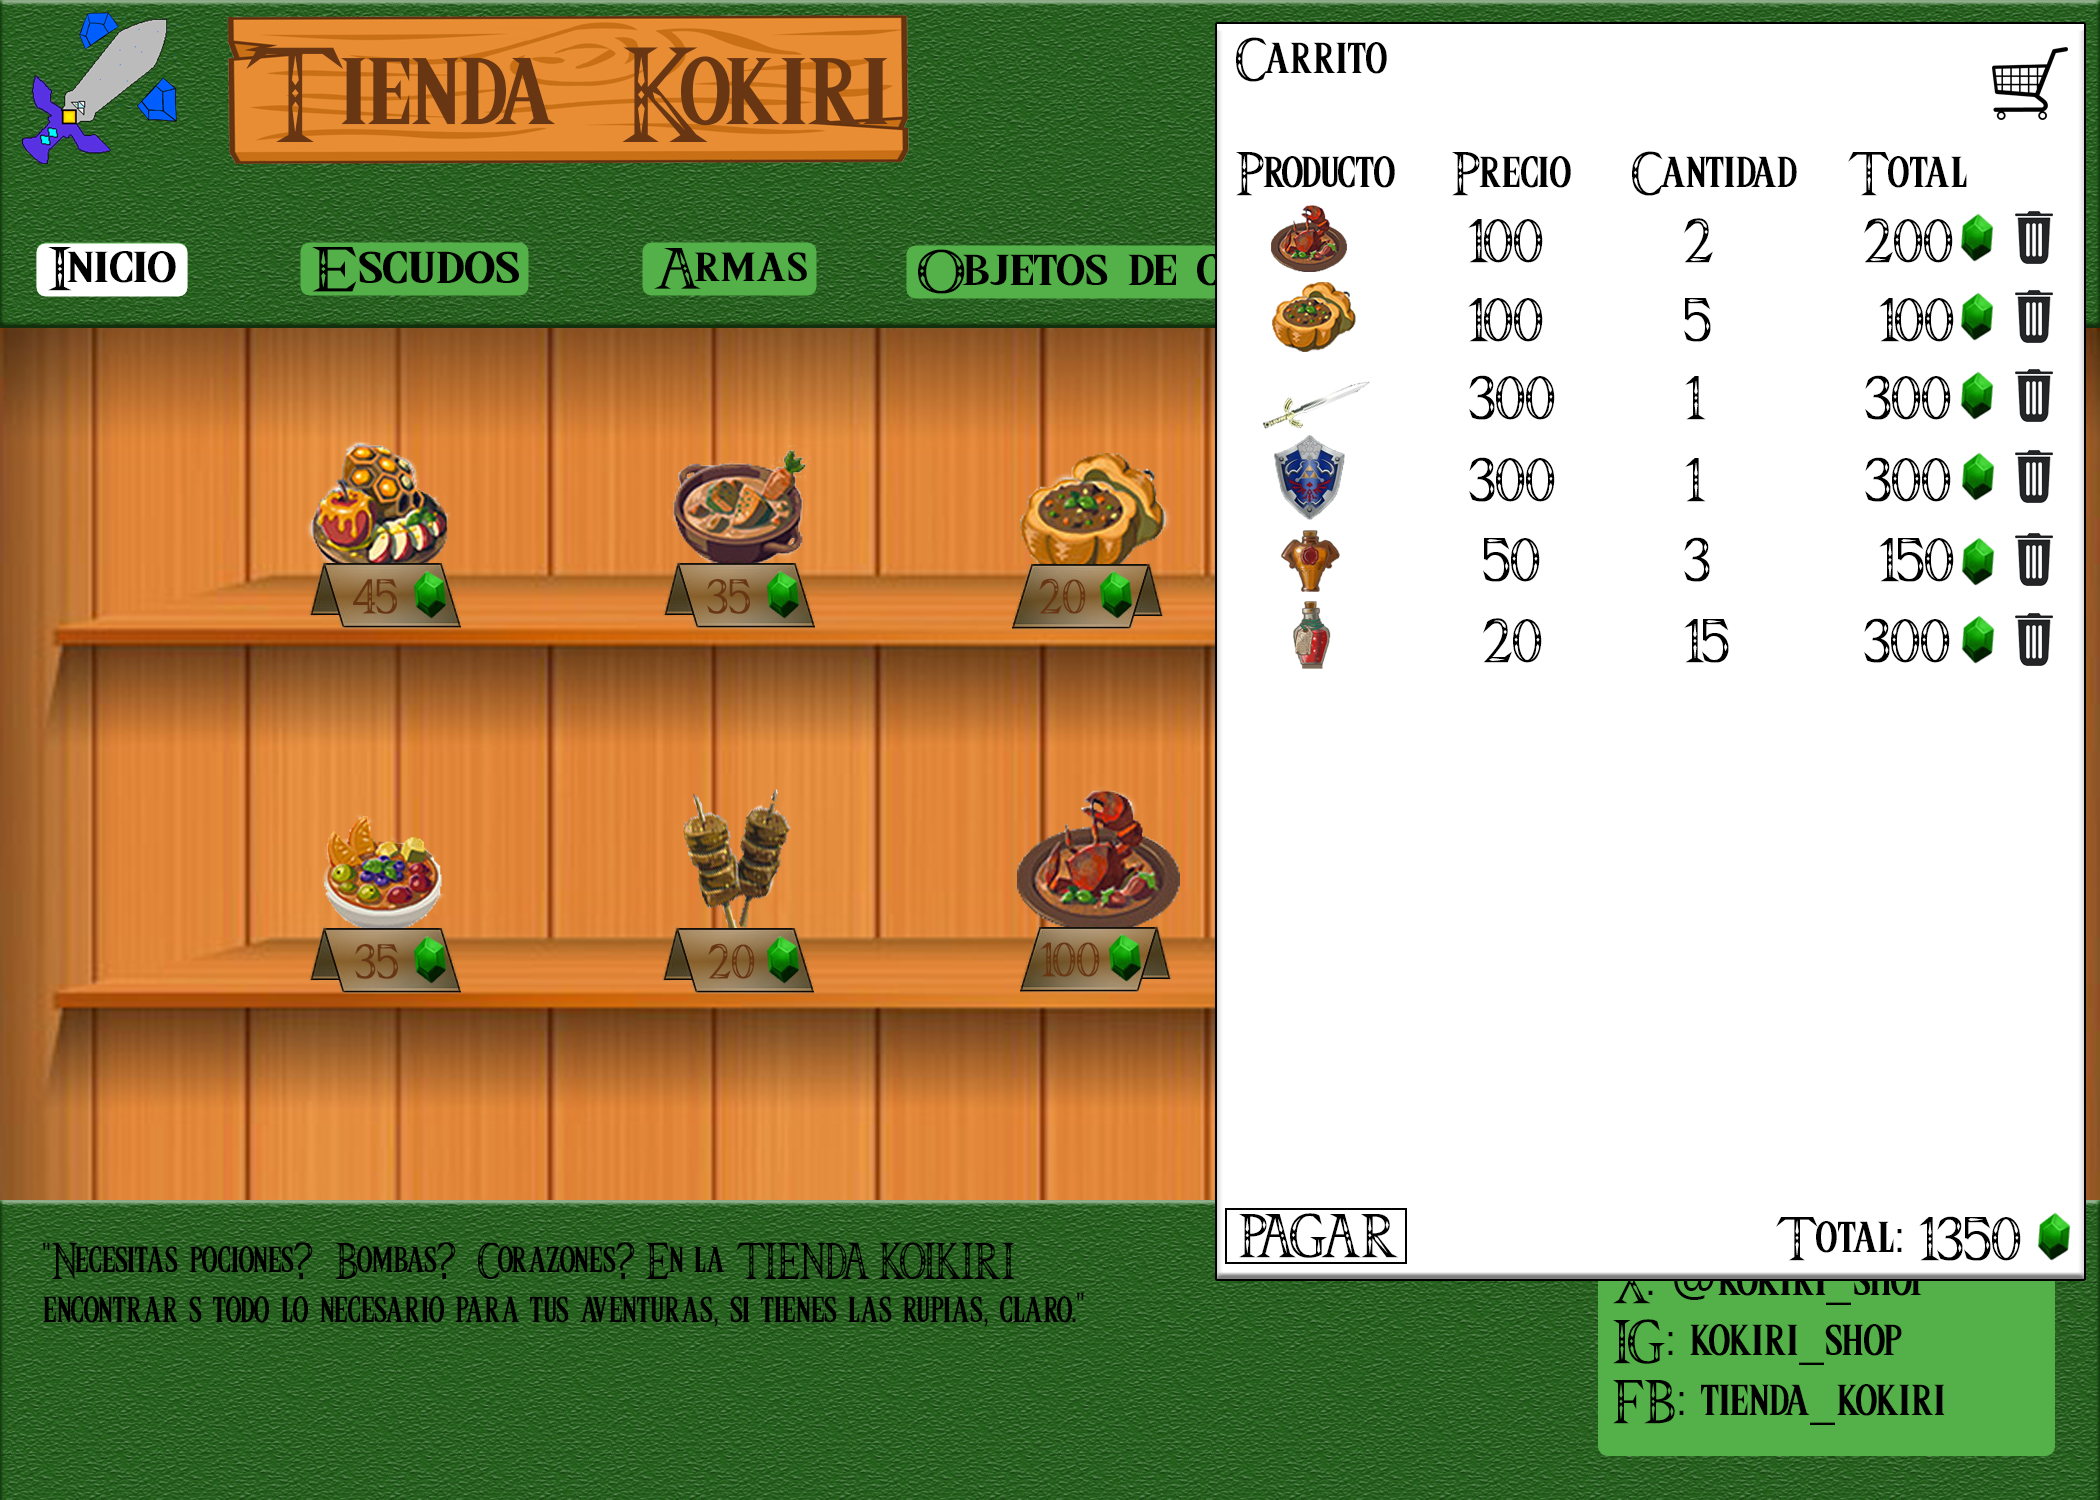 Tienda Kokiri
Inicio
Escudos
Armas
Objetos de
Carrito
Producto Precio Cantidad Total
100 2 200
100 5 100
300 1 300
300 1 300
50 3 150
20 15 300
45 35 20
35 20 100
PAGAR
Total: 1350
"Necesitas pociones? Bombas? Corazones? En la TIENDA KOIKIRI
encontrar s todo lo necesario para tus aventuras, si tienes las rupias, claro."
X: @kokiri_shop
IG: kokiri_shop
FB: tienda_kokiri